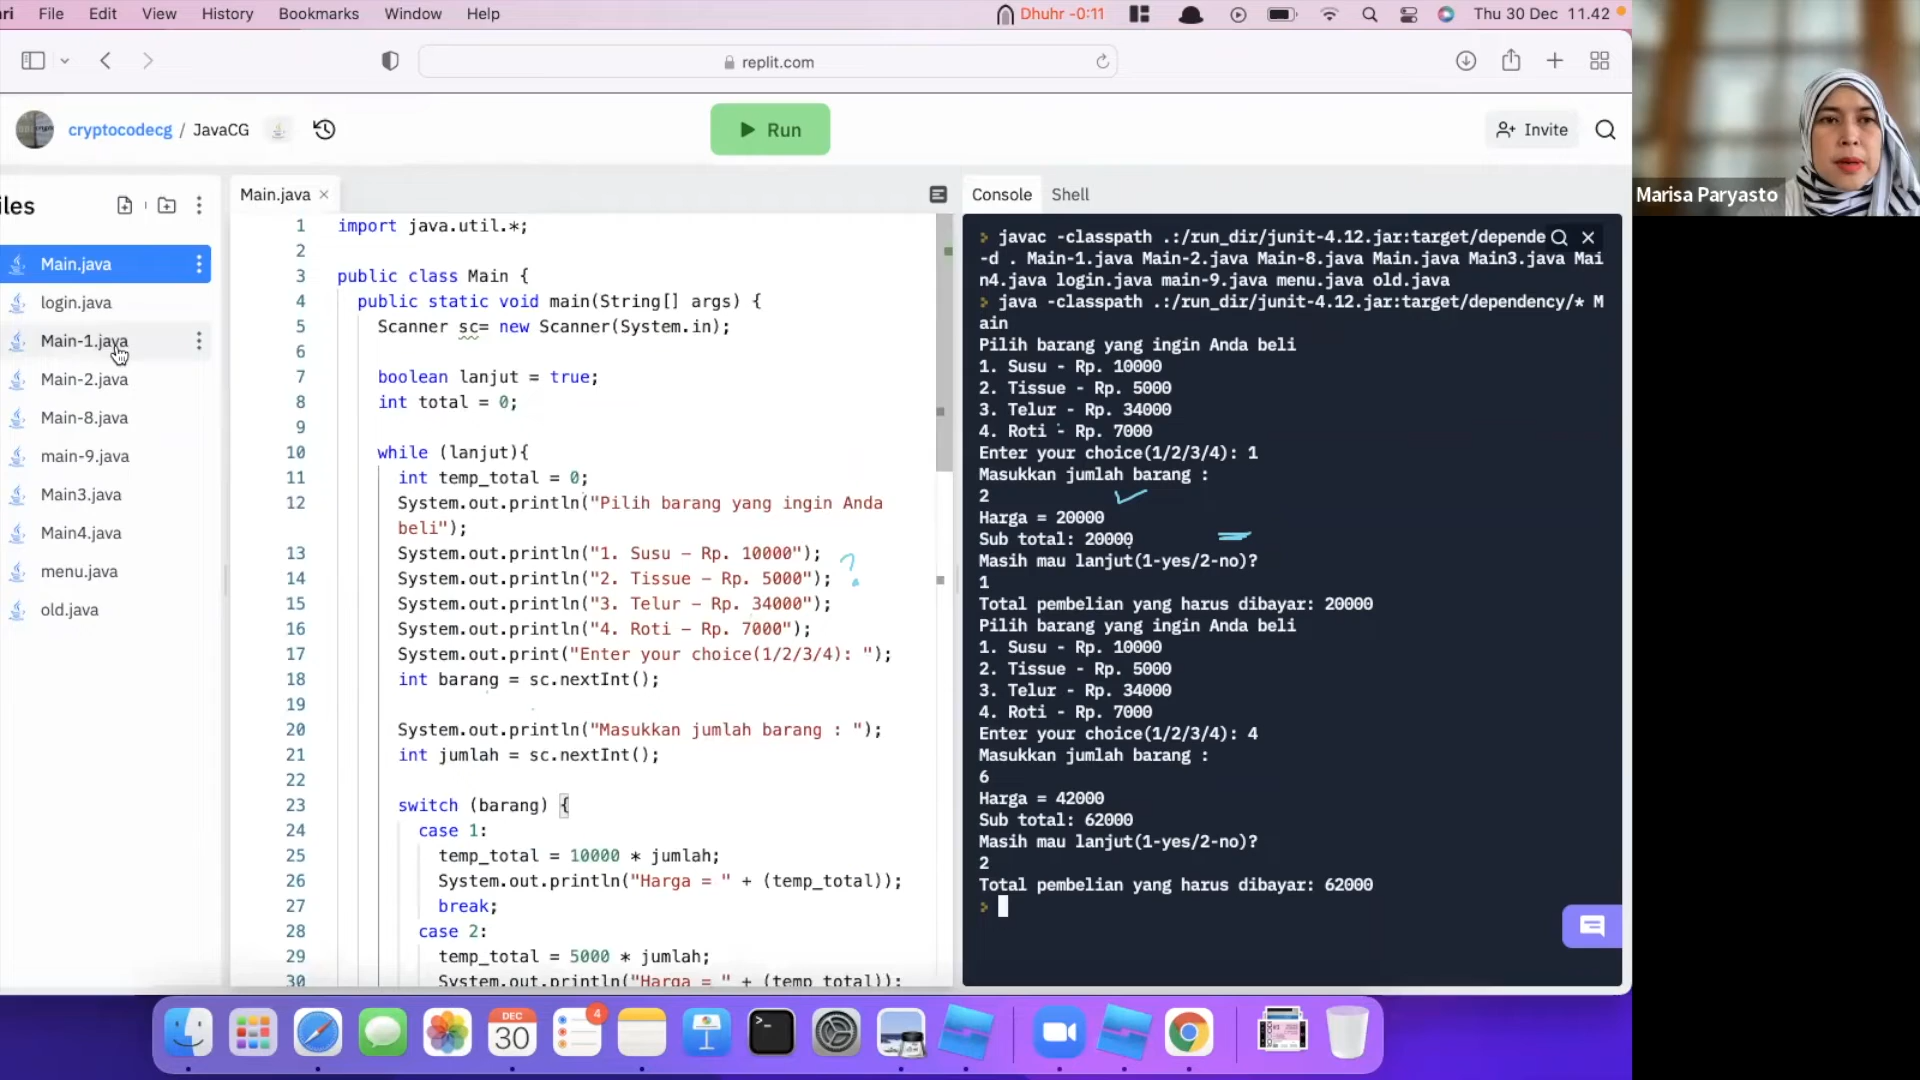 ri File Edit View History Bookmarks Window Help Dhuhr -0:11 Thu 30 Dec 11.42
replit.com
cryptocodecg / JavaCG Run Invite
iles
Main.java
login.java
Main-1.java
Main-2.java
Main-8.java
main-9.java
Main3.java
Main4.java
menu.java
old.java
Main.java
1 import java.util.*;
2
3 public class Main {
4 public static void main(String[] args) {
5 Scanner sc= new Scanner(System.in);
6
7 boolean lanjut = true;
8 int total = 0;
9
10 while (lanjut){
11 int temp_total = 0;
12 System.out.println("Pilih barang yang ingin Anda
beli");
13 System.out.println("1. Susu – Rp. 10000");
14 System.out.println("2. Tissue – Rp. 5000");
15 System.out.println("3. Telur – Rp. 34000");
16 System.out.println("4. Roti – Rp. 7000");
17 System.out.print("Enter your choice(1/2/3/4): ");
18 int barang = sc.nextInt();
19
20 System.out.println("Masukkan jumlah barang : ");
21 int jumlah = sc.nextInt();
22
23 switch (barang) {
24 case 1:
25 temp_total = 10000 * jumlah;
26 System.out.println("Harga = " + (temp_total));
27 break;
28 case 2:
29 temp_total = 5000 * jumlah;
30 System.out.println("Harga = " + (temp_total));
?
Console Shell
javac -classpath .:/run_dir/junit-4.12.jar:target/depende
-d . Main-1.java Main-2.java Main-8.java Main.java Main3.java Mai
n4.java login.java main-9.java menu.java old.java
java -classpath .:/run_dir/junit-4.12.jar:target/dependency/* M
ain
Pilih barang yang ingin Anda beli
1. Susu - Rp. 10000
2. Tissue - Rp. 5000
3. Telur - Rp. 34000
4. Roti - Rp. 7000
Enter your choice(1/2/3/4): 1
Masukkan jumlah barang :
2
Harga = 20000
Sub total: 20000
Masih mau lanjut(1-yes/2-no)?
1
Total pembelian yang harus dibayar: 20000
Pilih barang yang ingin Anda beli
1. Susu - Rp. 10000
2. Tissue - Rp. 5000
3. Telur - Rp. 34000
4. Roti - Rp. 7000
Enter your choice(1/2/3/4): 4
Masukkan jumlah barang :
6
Harga = 42000
Sub total: 62000
Masih mau lanjut(1-yes/2-no)?
2
Total pembelian yang harus dibayar: 62000
Marisa Paryasto
DEC
30
4